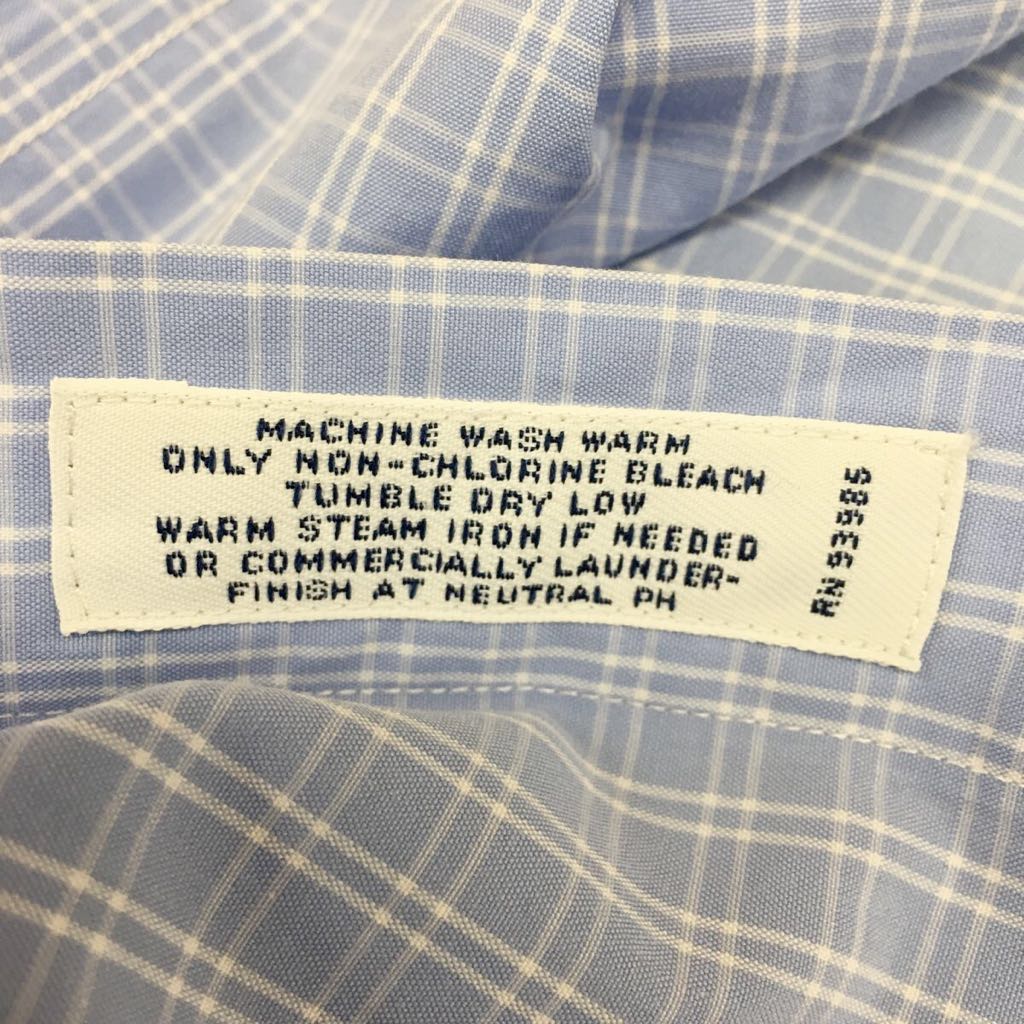 MACHINE WASH WARM
ONLY NON-CHLORINE BLEACH
TUMBLE DRY LOW
WARM STEAM IRON IF NEEDED
OR COMMERCIALLY LAUNDER-
FINISH AT NEUTRAL PH
RN 93985